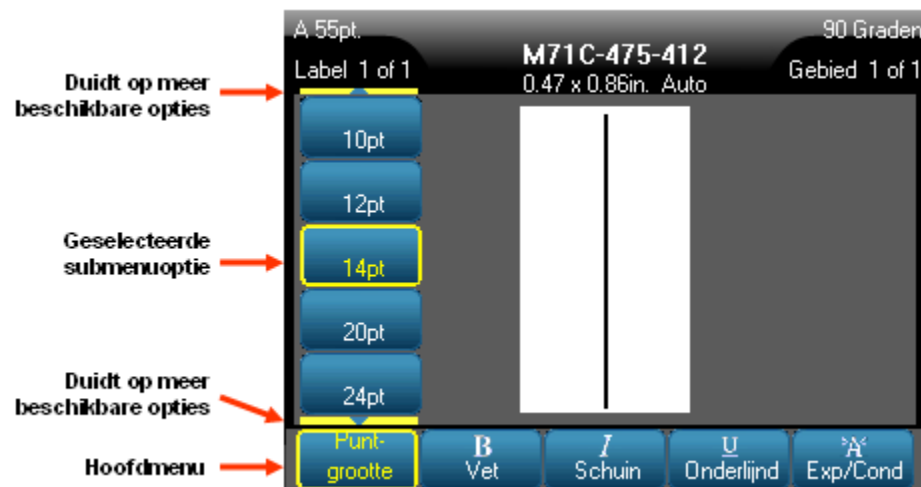 A 55pt.
90 Graden
M71C-475-412
Label 1 of 1
Gebied 1 of 1
0.47 x 0.86in. Auto
Duidt op meer
beschikbare opties
10pt
12pt
Geselecteerde
submenuoptie
14pt
20pt
Duidt op meer
beschikbare opties
24pt
Hoofdmenu
Punt-
grootte
B
Vet
I
Schuin
U
Onderlijnd
A
Exp/Cond